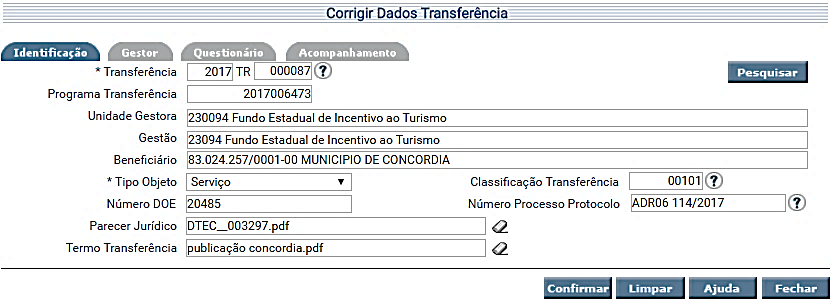 Corrigir Dados Transferência
Identificação Gestor Questionário Acompanhamento
* Transferência 2017 TR 000087 ? Pesquisar
Programa Transferência 2017006473
Unidade Gestora 230094 Fundo Estadual de Incentivo ao Turismo
Gestão 23094 Fundo Estadual de Incentivo ao Turismo
Beneficiário 83.024.257/0001-00 MUNICIPIO DE CONCORDIA
* Tipo Objeto Serviço Classificação Transferência 00101 ?
Número DOE 20485 Número Processo Protocolo ADR06 114/2017 ?
Parecer Jurídico DTEC__003297.pdf
Termo Transferência publicação concordia.pdf
Confirmar Limpar Ajuda Fechar